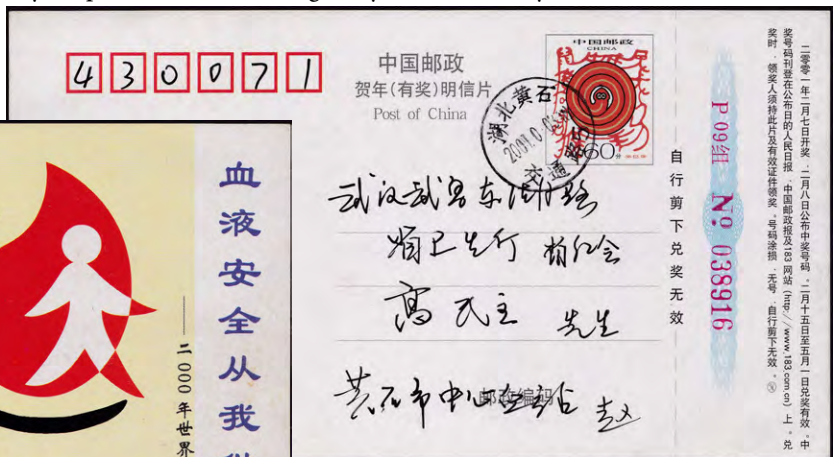 430071
中国邮政
贺年(有奖)明信片
Post of China
中国邮政
CHINA
60分
湖北黄石
交通路
武汉武昌东湖路
省卫生厅 省红会
高民主 先生
黄石市中心血站 赵
邮政编码
自行剪下兑奖无效
P 09组 Nº 038916
二零零一年二月七日开奖，二月八日公布中奖号码，二月十五日至五月一日兑奖有效。中
奖号码刊登在公布日的人民日报、中国邮政报及183网站(http://www.183.com.cn)上。兑
奖时，领奖人须持此片及有效证件领奖。号码涂损、无号、自行剪下无效。
血液安全从我
——二000年世界